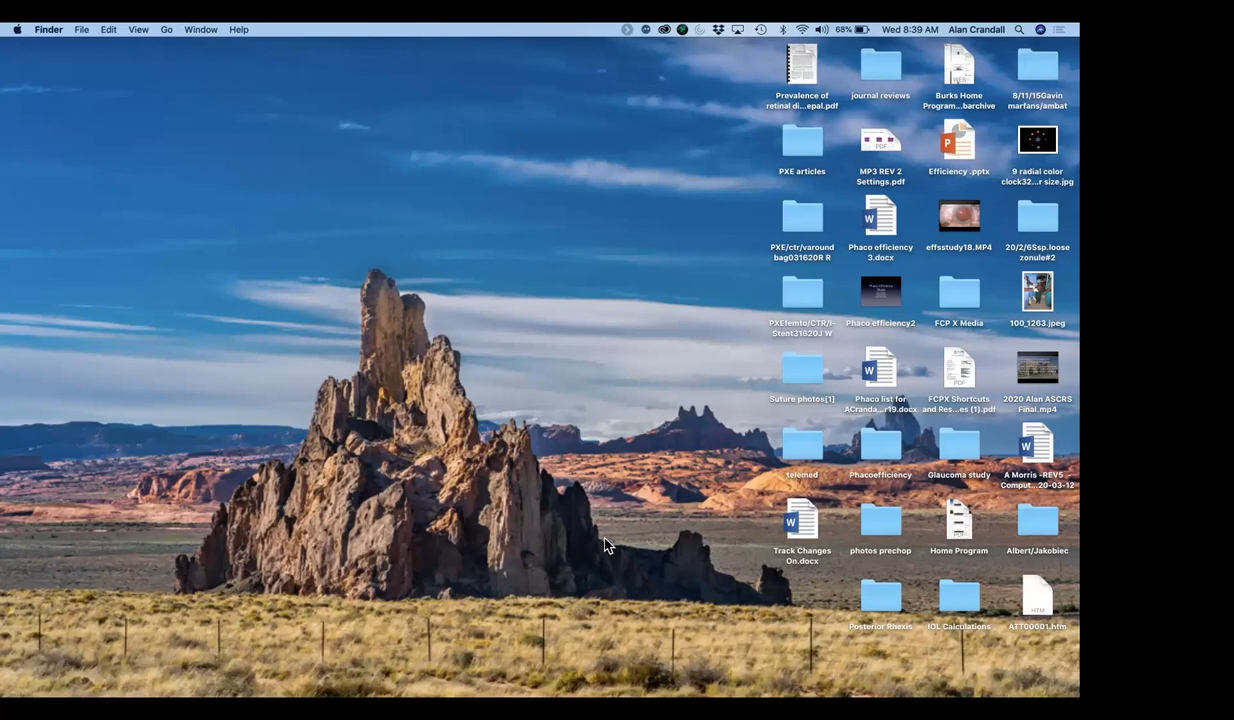 Finder File Edit View Go Window Help 68% Wed 8:39 AM Alan Crandall
Prevalence of
retinal di...epal.pdf
journal reviews
Burks Home
Program...barchive
8/11/15Gavin
marfans/ambat
PXE articles
MP3 REV 2
Settings.pdf
Efficiency .pptx
9 radial color
clock32...r size.jpg
PXE/ctr/varound
bag031620R R
Phaco efficiency
3.docx
effsstudy18.MP4
20/2/6Ssp.loose
zonule#2
PXEfemto/CTR/I-
Stent31620J W
Phaco efficiency2
FCP X Media
100_1263.jpeg
Suture photos[1]
Phaco list for
ACranda...r19.docx
FCPX Shortcuts
and Res...es (1).pdf
2020 Alan ASCRS
Final.mp4
telemed
Phacoefficiency
Glaucoma study
A Morris -REV5
Comput...20-03-12
Track Changes
On.docx
photos prechop
Home Program
Albert/Jakobiec
Posterior Rhexis
IOL Calculations
ATT00001.htm
PDF
PDF
PDF
HTM